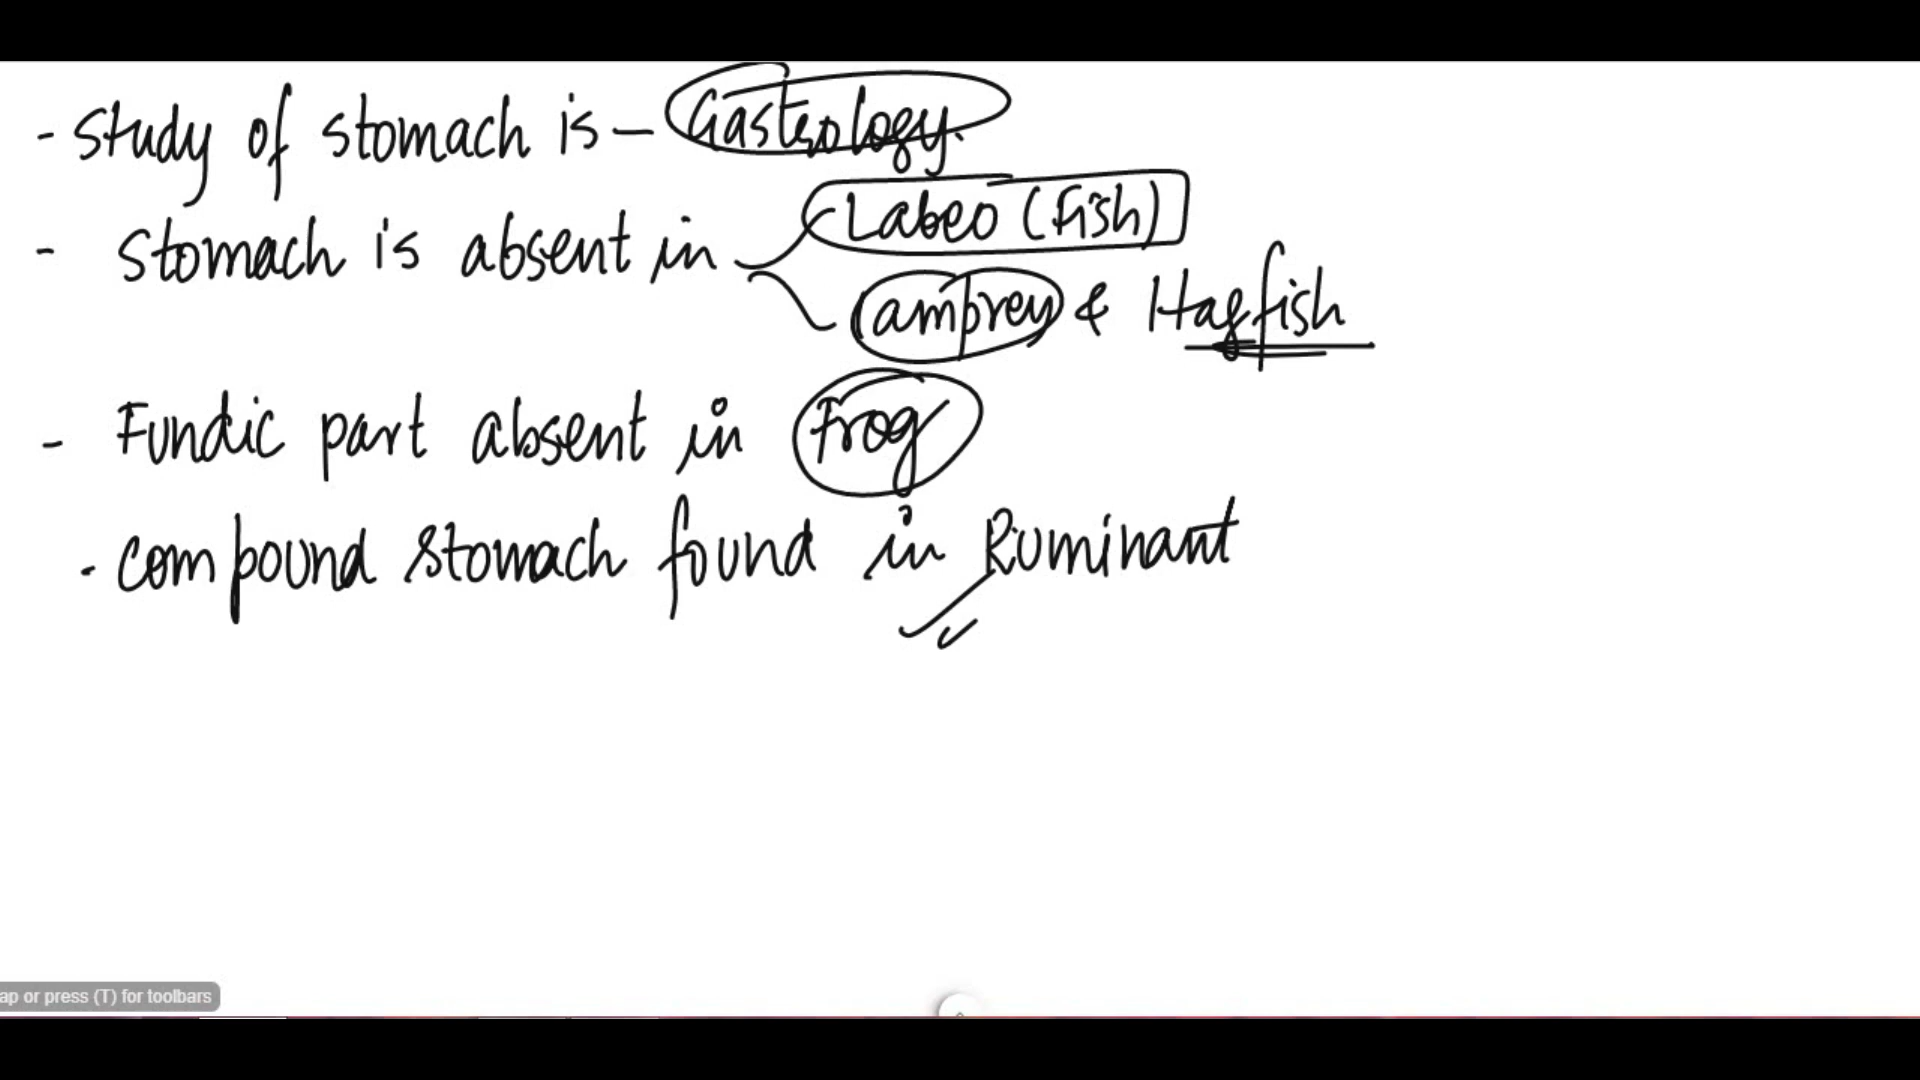 - Study of stomach is - Gastrology.
- Stomach is absent in Labeo (Fish)
Lamprey & Hagfish
- Fundic part absent in Frog
- compound stomach found in Ruminant
ap or press (T) for toolbars